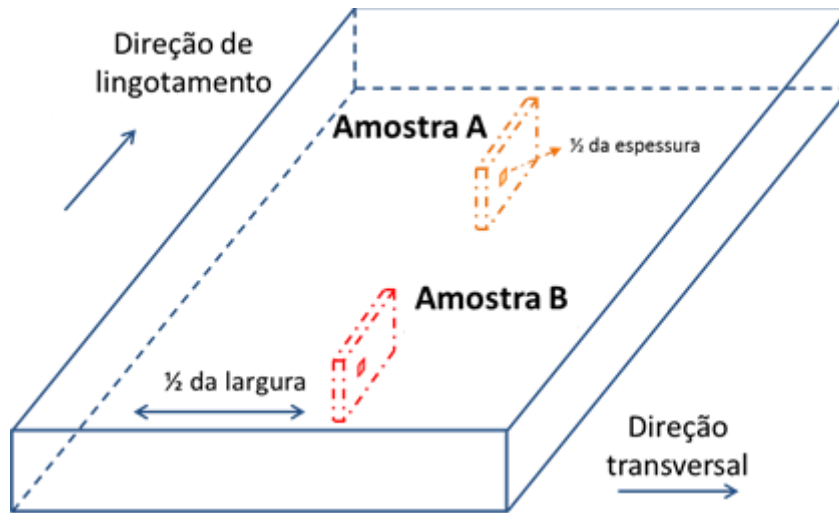 Direção de
lingotamento
Amostra A
½ da espessura
Amostra B
½ da largura
Direção
transversal